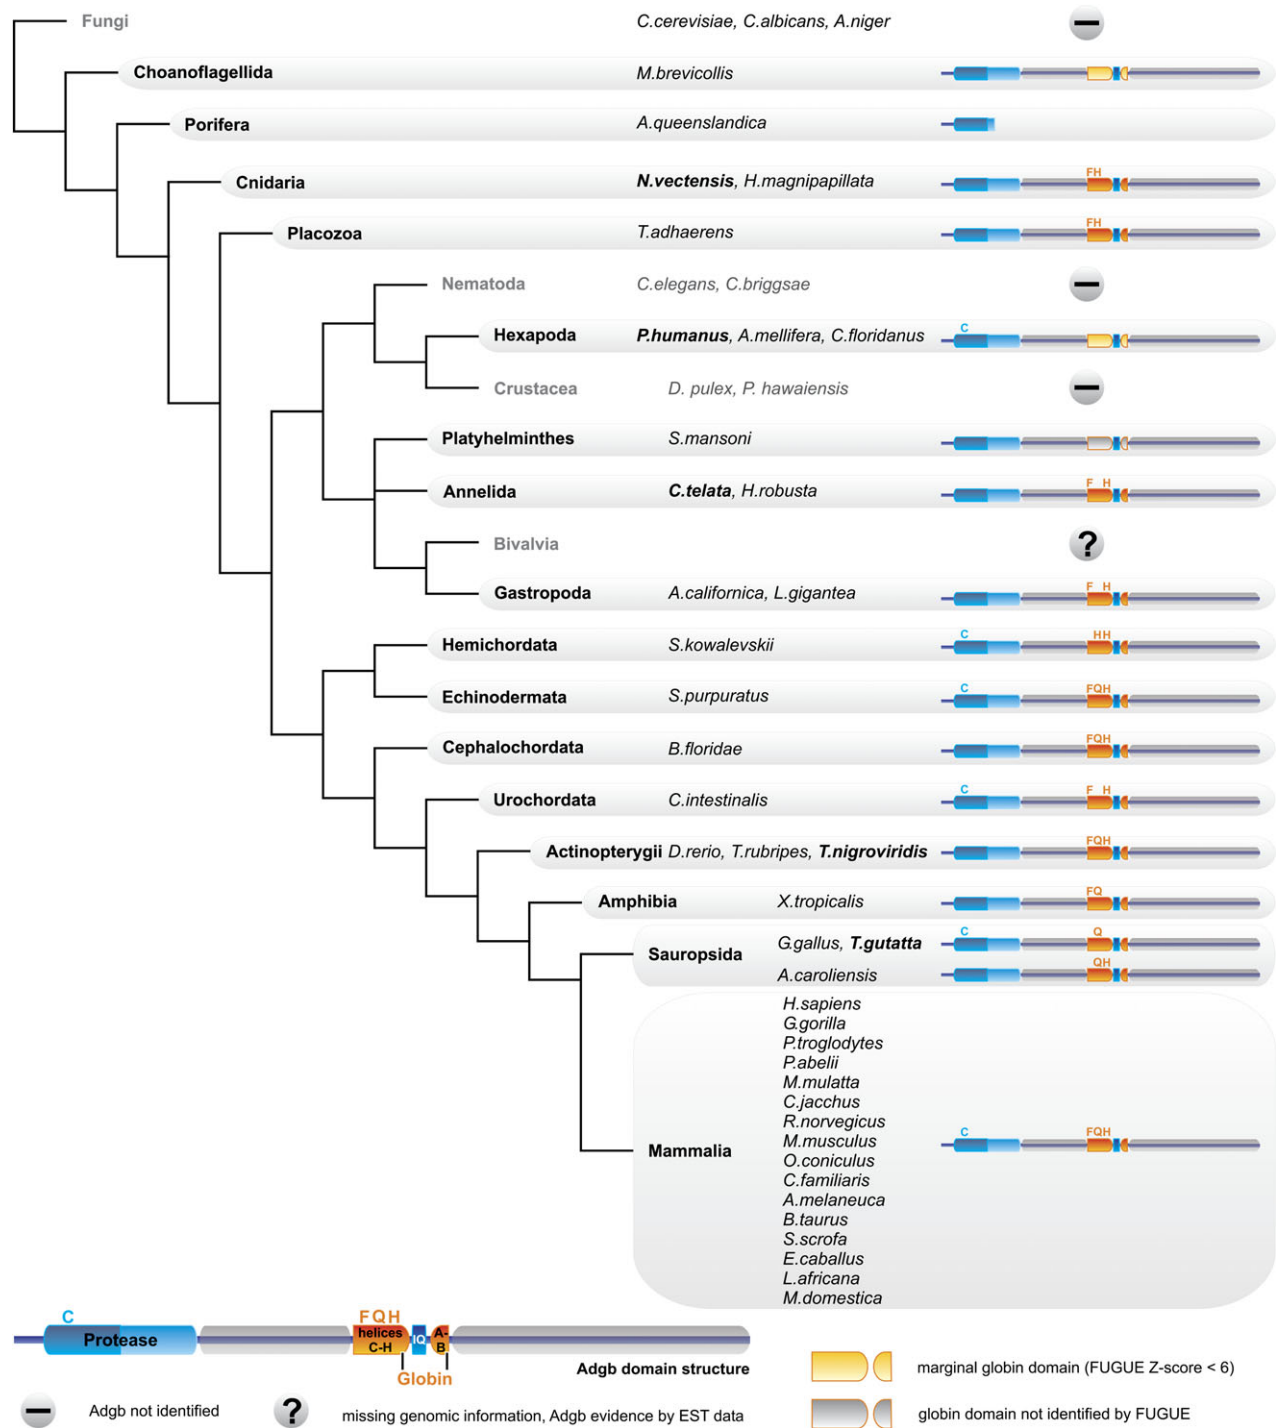 Fungi C.cerevisiae, C.albicans, A.niger
Choanoflagellida M.brevicollis
Porifera A.queenslandica
FH
Cnidaria N.vectensis, H.magnipapillata
FH
Placozoa T.adhaerens
Nematoda C.elegans, C.briggsae
C
Hexapoda P.humanus, A.mellifera, C.floridanus
Crustacea D. pulex, P. hawaiensis
Platyhelminthes S.mansoni
F H
Annelida C.telata, H.robusta
Bivalvia ?
F H
Gastropoda A.californica, L.gigantea
C HH
Hemichordata S.kowalevskii
C FQH
Echinodermata S.purpuratus
FQH
Cephalochordata B.floridae
C F H
Urochordata C.intestinalis
FQH
Actinopterygii D.rerio, T.rubripes, T.nigroviridis
FQ
Amphibia X.tropicalis
C Q
G.gallus, T.gutatta
Sauropsida
QH
A.caroliensis
H.sapiens
G.gorilla
P.troglodytes
P.abelii
M.mulatta
C.jacchus
R.norvegicus
C FQH
M.musculus
Mammalia
O.coniculus
C.familiaris
A.melaneuca
B.taurus
S.scrofa
E.caballus
L.africana
M.domestica
C FQH
Protease helices C-H IQ A-B
Globin
Adgb domain structure
marginal globin domain (FUGUE Z-score < 6)
Adgb not identified
? missing genomic information, Adgb evidence by EST data
globin domain not identified by FUGUE